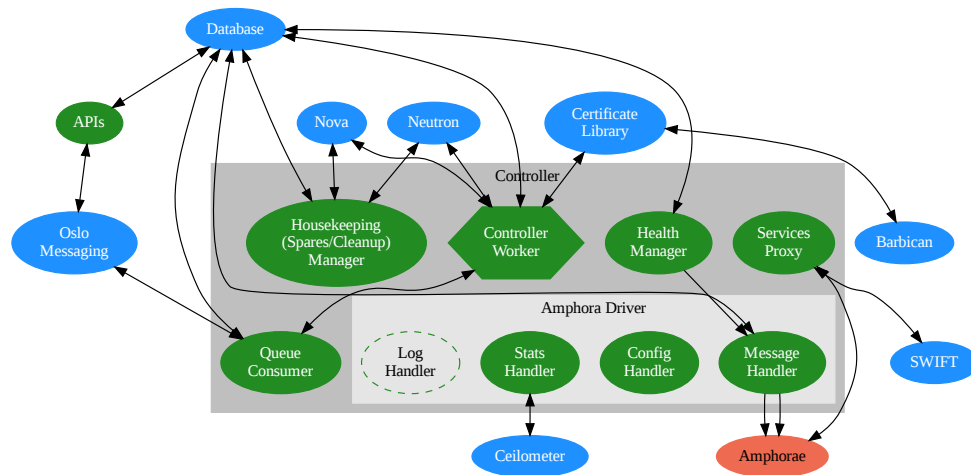 Database
APIs
Nova
Neutron
Certificate
Library
Controller
Oslo
Messaging
Housekeeping
(Spares/Cleanup)
Manager
Controller
Worker
Health
Manager
Services
Proxy
Barbican
Amphora Driver
Queue
Consumer
Log
Handler
Stats
Handler
Config
Handler
Message
Handler
SWIFT
Ceilometer
Amphorae